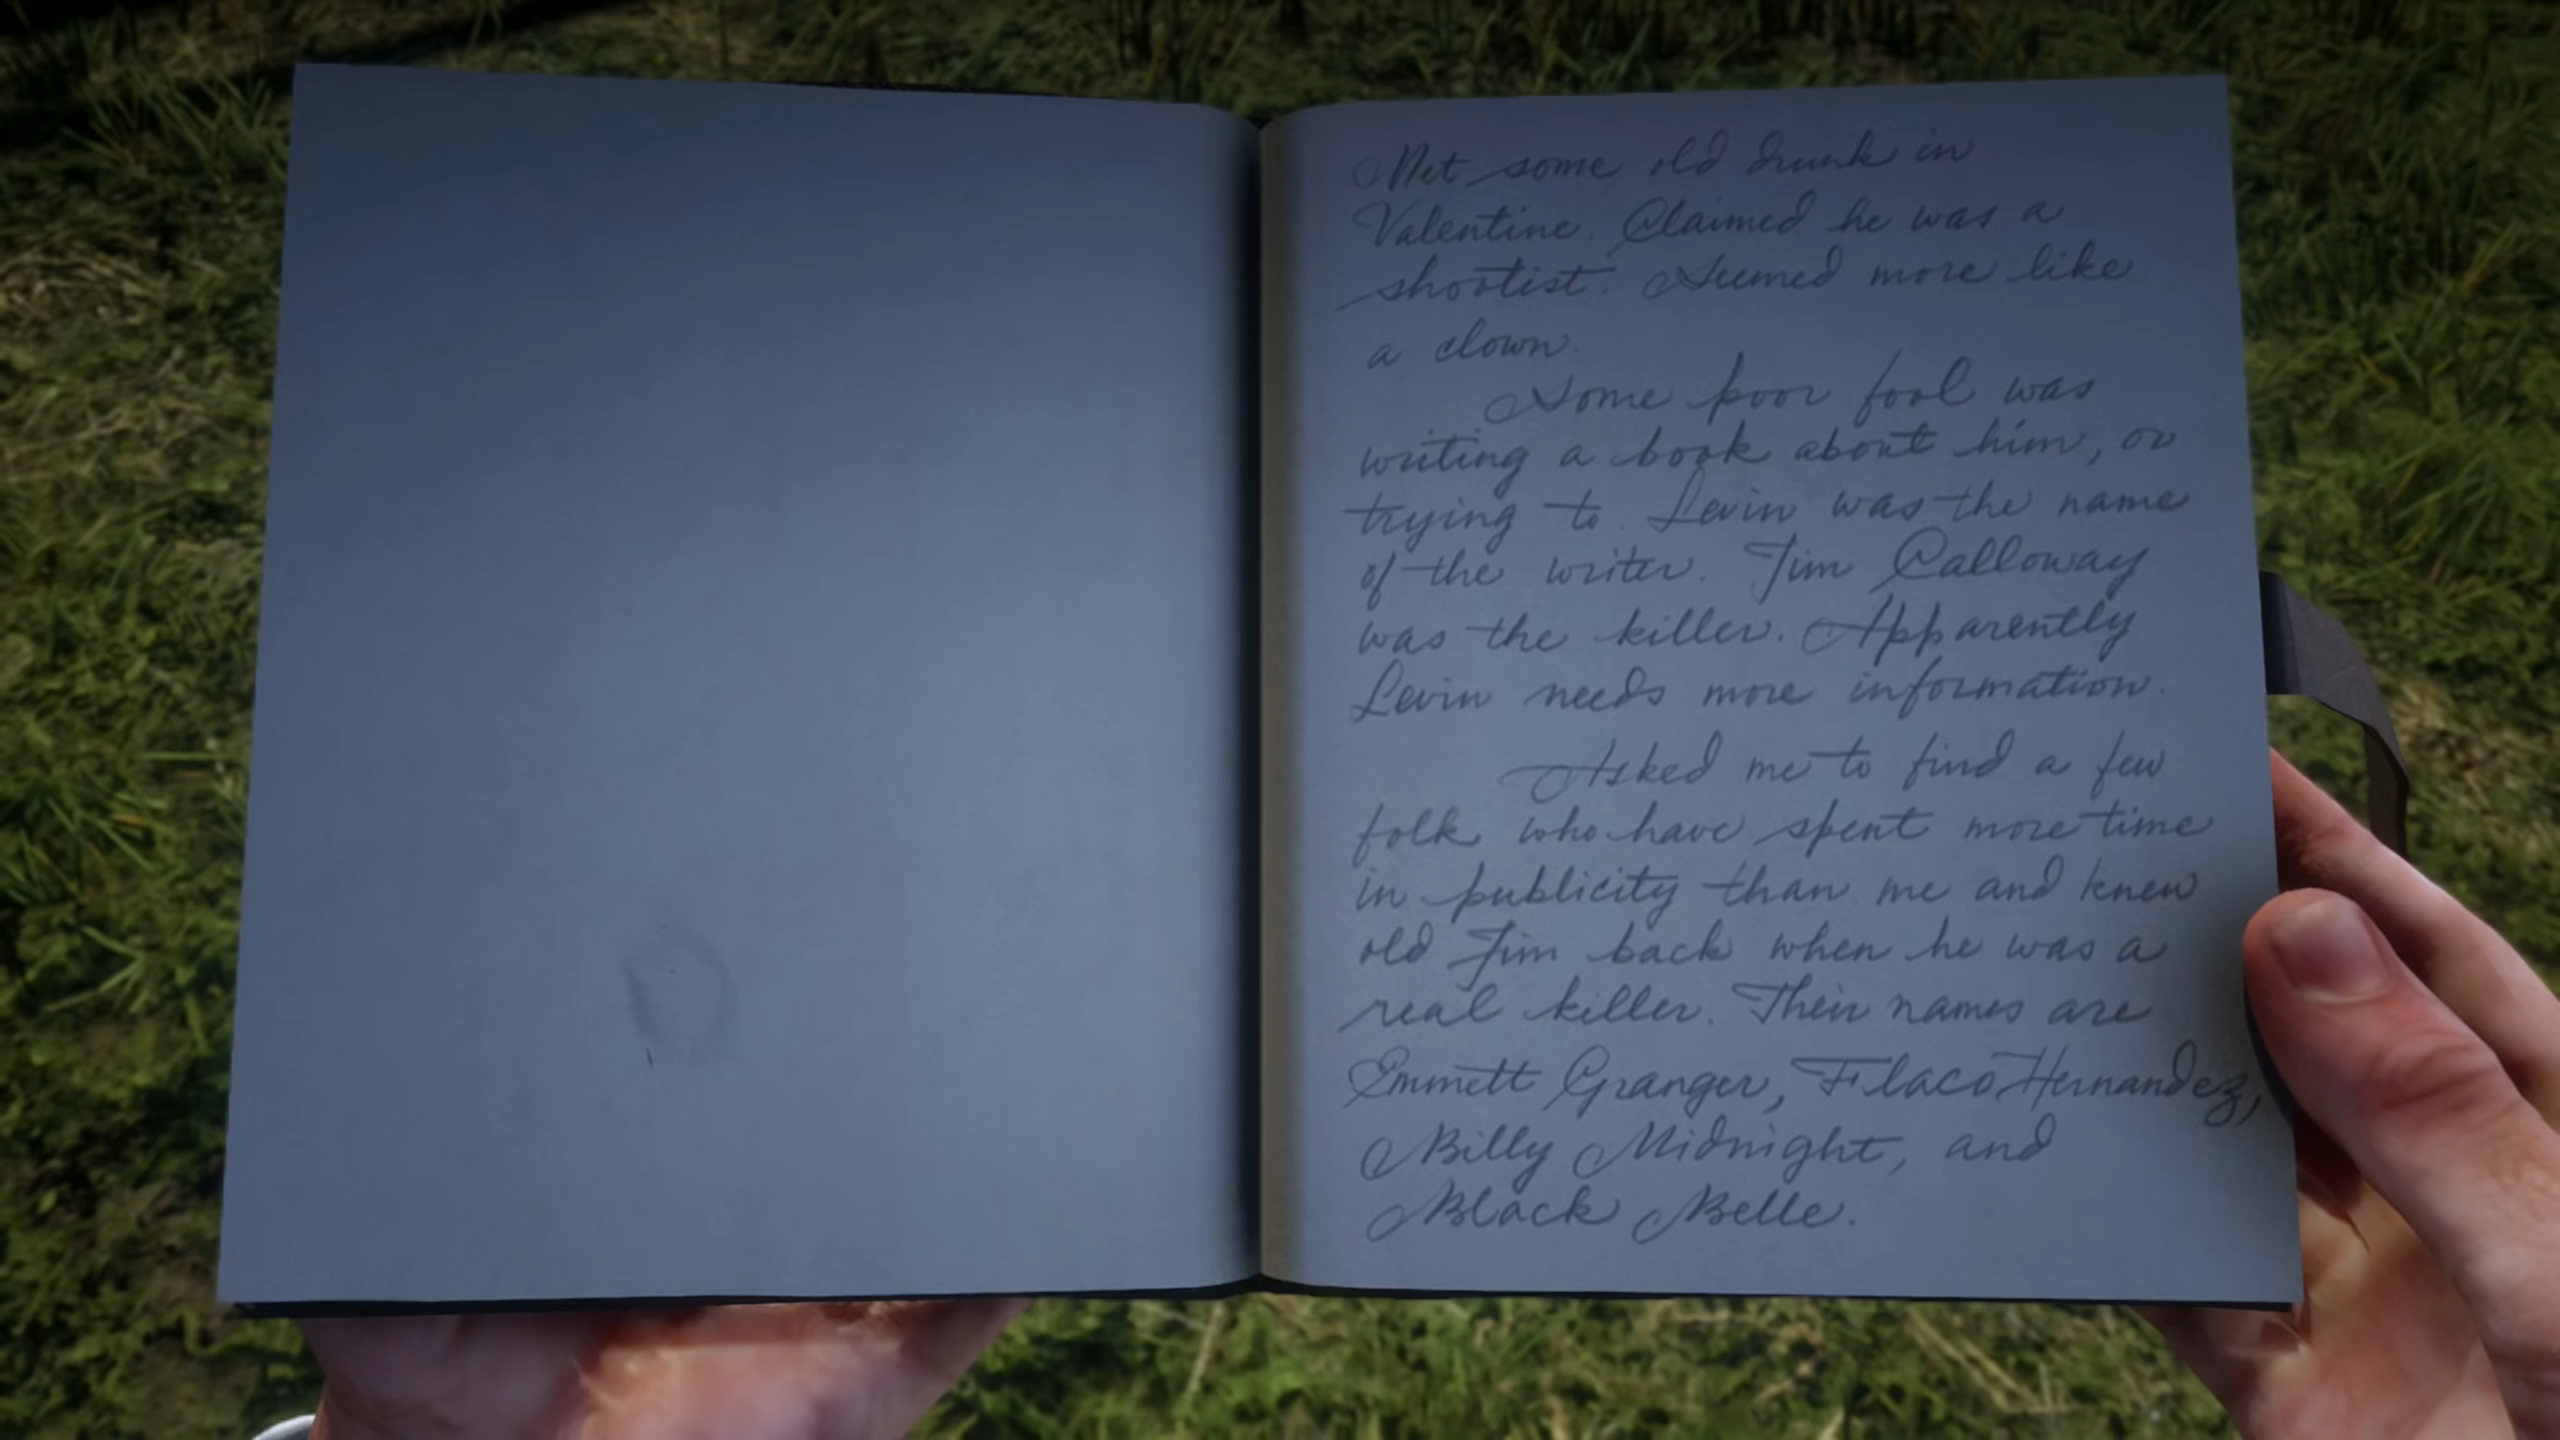 Met some old drunk in
Valentine. Claimed he was a
shootist. Seemed more like
a clown.
Some poor fool was
writing a book about him, or
trying to. Levin was the name
of the writer. Jim Calloway
was the killer. Apparently
Levin needs more information.
Asked me to find a few
folk who have spent more time
in publicity than me and knew
old Jim back when he was a
real killer. Their names are
Emmett Granger, Flaco Hernandez,
Billy Midnight, and
Black Belle.